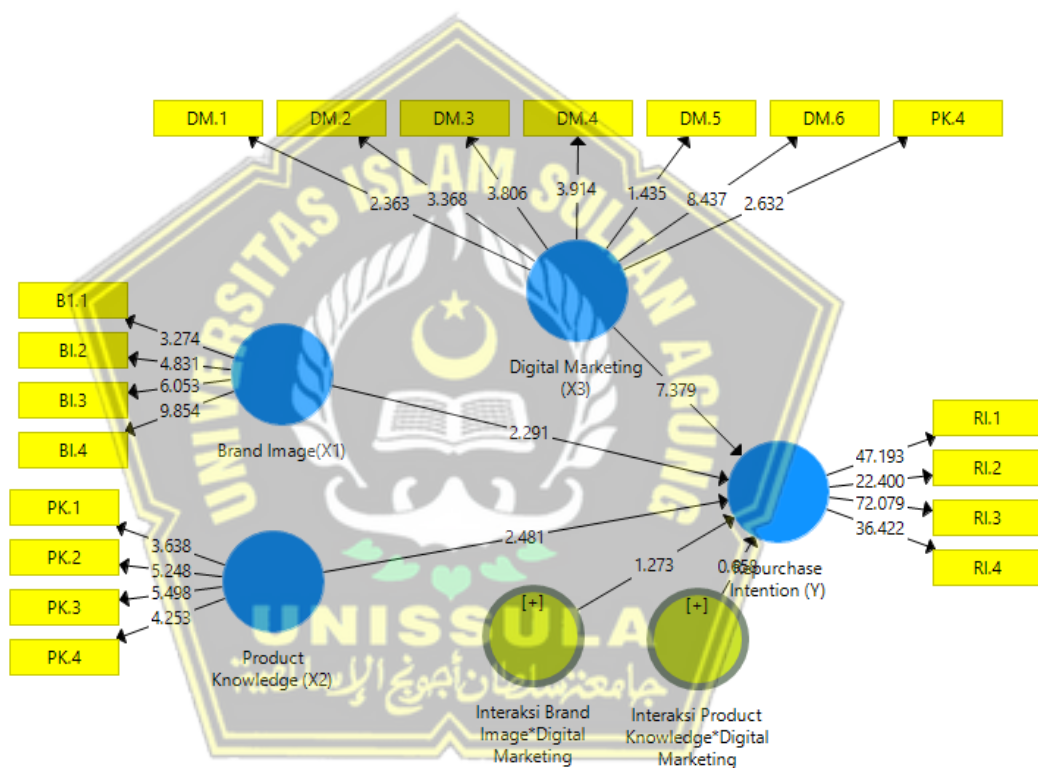 DM.1 DM.2 DM.3 DM.4 DM.5 DM.6 PK.4
2.363 3.368 3.806 3.914 1.435 8.437 2.632
UNIVERSITAS ISLAM SULTAN AGUNG
B1.1
BI.2
BI.3
BI.4
3.274
4.831
6.053
9.854
Brand Image(X1)
Digital Marketing
(X3)
7.379
2.291
PK.1
PK.2
PK.3
PK.4
3.638
5.248
5.498
4.253
Product
Knowledge (X2)
2.481
1.273
RI.1
RI.2
RI.3
RI.4
47.193
22.400
72.079
36.422
Repurchase
Intention (Y)
[+]
[+]
Interaksi Brand
Image*Digital
Marketing
Interaksi Product
Knowledge*Digital
Marketing
UNISSULA
جامعتسلطان أجونج الإسلامية